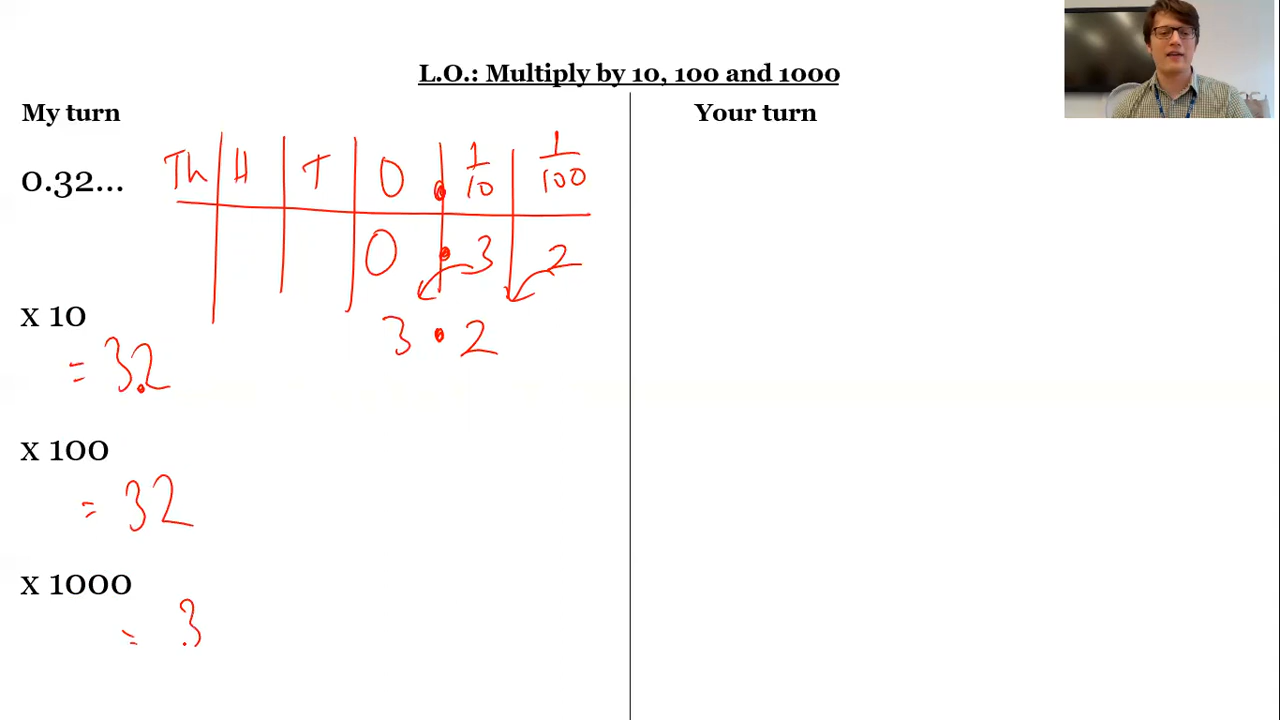 L.O.: Multiply by 10, 100 and 1000
My turn
Your turn
0.32...
Th H T O . 1/10 1/100
0 . 3 2
3 . 2
x 10
= 3.2
x 100
= 32
x 1000
= 3